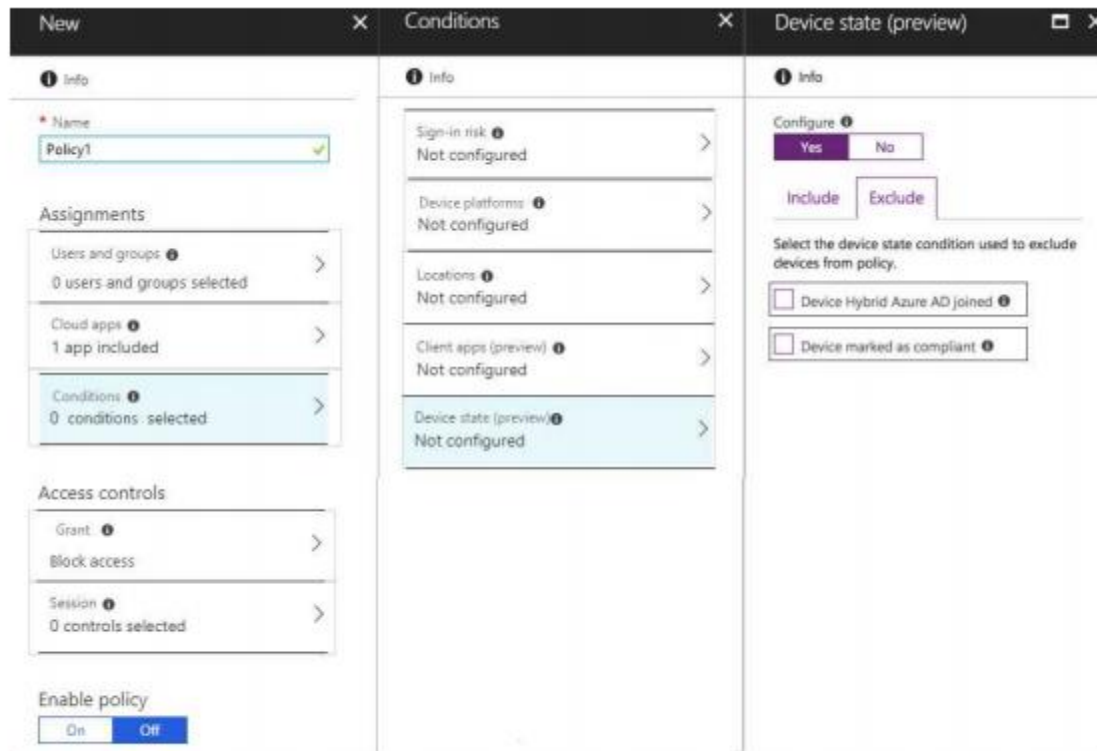 New
Info
* Name
Policy1
Assignments
Users and groups
0 users and groups selected
Cloud apps
1 app included
Conditions
0 conditions selected
Access controls
Grant
Block access
Session
0 controls selected
Enable policy
On Off
Conditions
Info
Sign-in risk
Not configured
Device platforms
Not configured
Locations
Not configured
Client apps (preview)
Not configured
Device state (preview)
Not configured
Device state (preview)
Info
Configure
Yes No
Include Exclude
Select the device state condition used to exclude
devices from policy.
Device Hybrid Azure AD joined
Device marked as compliant